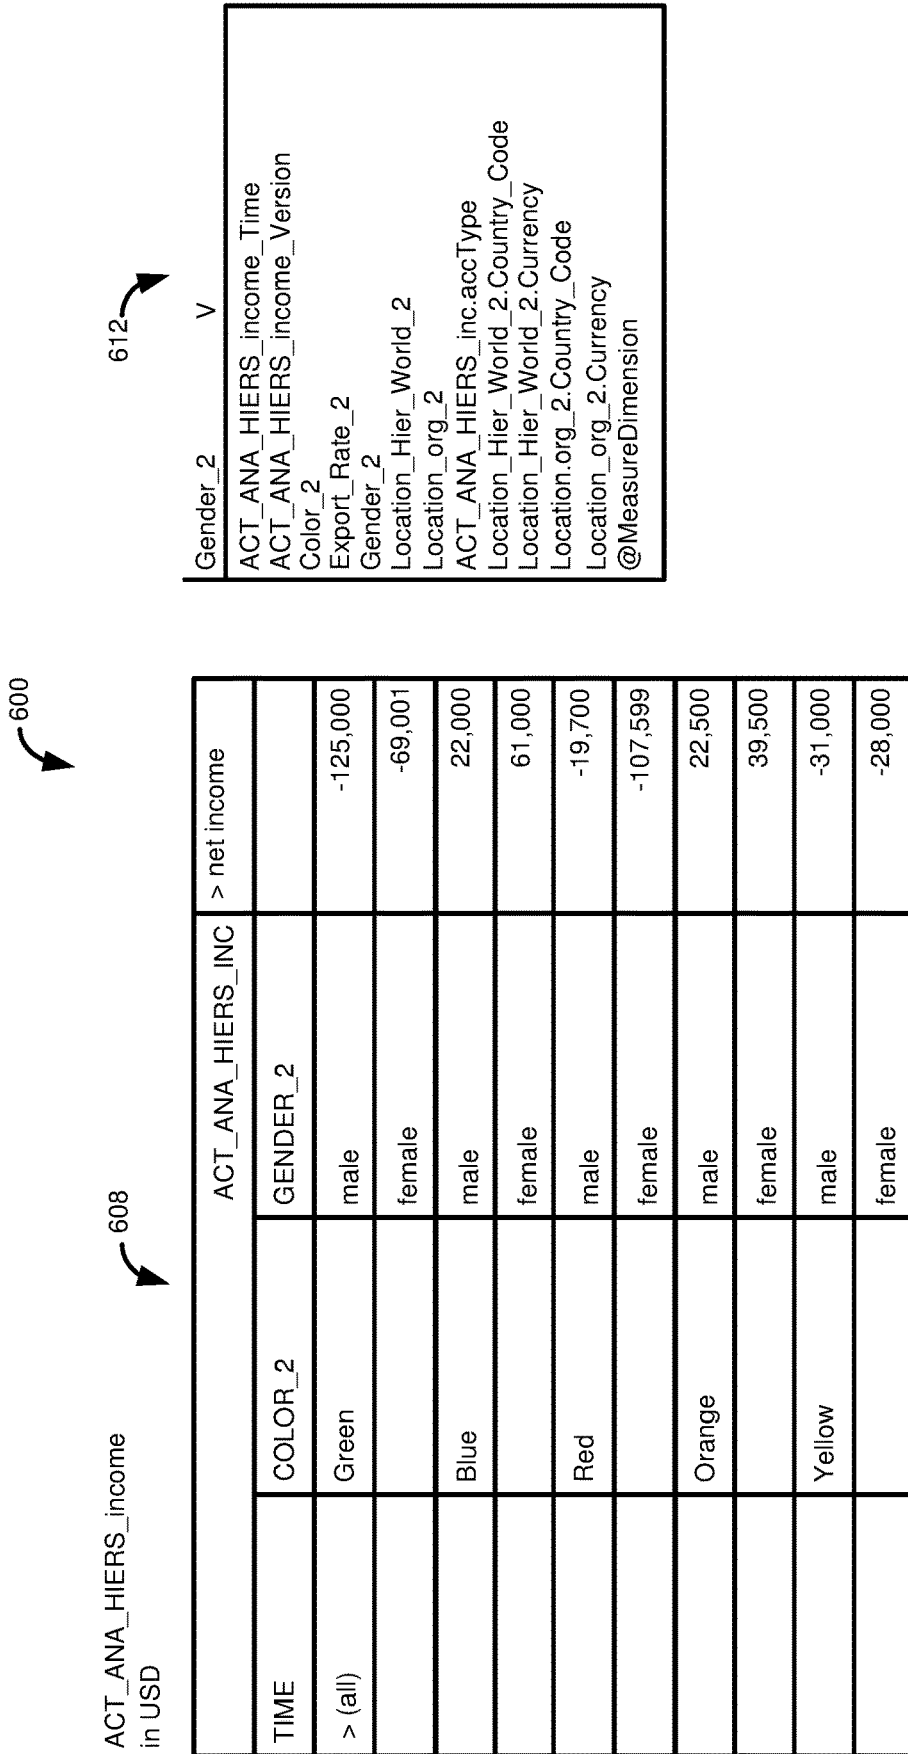 600
ACT_ANA_HIERS_income
in USD
608
ACT_ANA_HIERS_INC > net income
TIME COLOR_2 GENDER_2
> (all) Green male -125,000
female -69,001
Blue male 22,000
female 61,000
Red male -19,700
female -107,599
Orange male 22,500
female 39,500
Yellow male -31,000
female -28,000
612
Gender_2 V
ACT_ANA_HIERS_income_Time
ACT_ANA_HIERS_income_Version
Color_2
Export_Rate_2
Gender_2
Location_Hier_World_2
Location_org_2
ACT_ANA_HIERS_inc.accType
Location_Hier_World_2.Country_Code
Location_Hier_World_2.Currency
Location.org_2.Country_Code
Location_org_2.Currency
@MeasureDimension